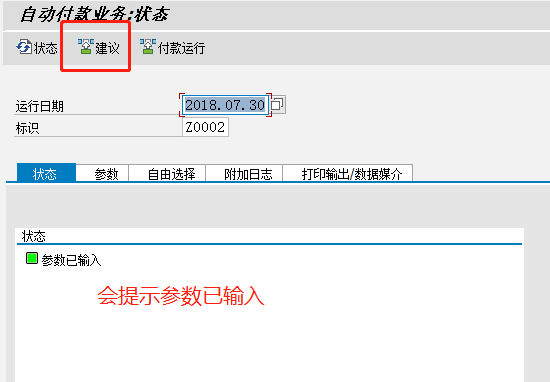 自动付款业务:状态
状态 建议 付款运行
运行日期 2018.07.30
标识 Z0002
状态 参数 自由选择 附加日志 打印输出/数据媒介
状态
参数已输入
会提示参数已输入